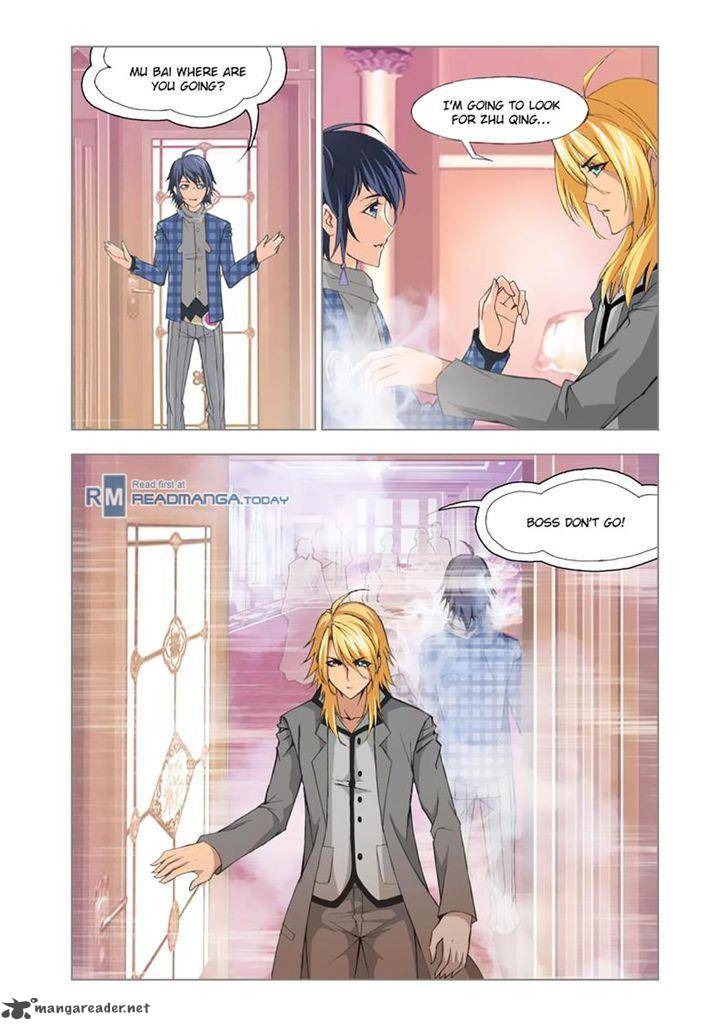 MU BAI WHERE ARE
YOU GOING?
I'M GOING TO LOOK
FOR ZHU QING...
Read first at
RM READMANGA.TODAY
BOSS DON'T GO!
mangareader.net